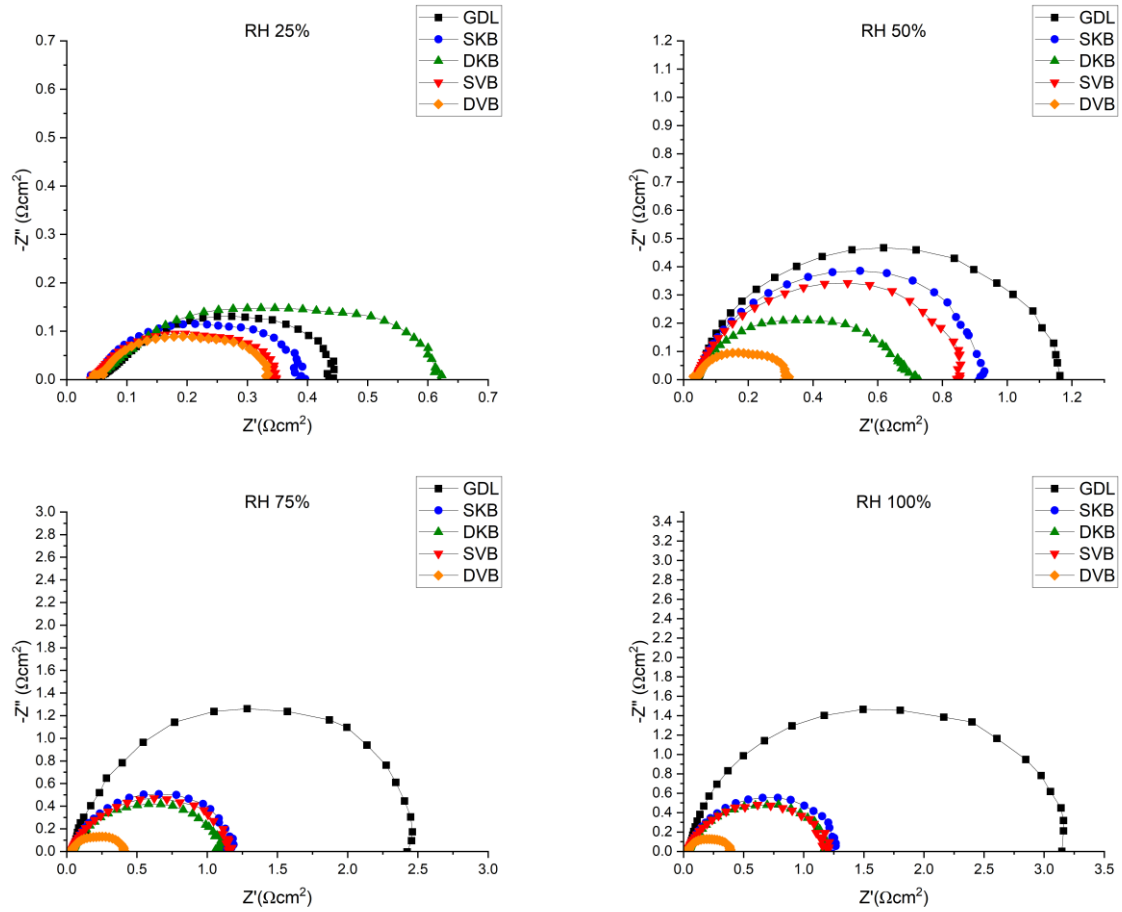 RH 25%
GDL
SKB
DKB
SVB
DVB
0.7
0.6
0.5
0.4
0.3
0.2
0.1
0.0
-Z'' (Ωcm²)
0.0 0.1 0.2 0.3 0.4 0.5 0.6 0.7
Z'(Ωcm²)
RH 50%
GDL
SKB
DKB
SVB
DVB
1.2
1.1
1.0
0.9
0.8
0.7
0.6
0.5
0.4
0.3
0.2
0.1
0.0
-Z'' (Ωcm²)
0.0 0.2 0.4 0.6 0.8 1.0 1.2
Z'(Ωcm²)
RH 75%
GDL
SKB
DKB
SVB
DVB
3.0
2.8
2.6
2.4
2.2
2.0
1.8
1.6
1.4
1.2
1.0
0.8
0.6
0.4
0.2
0.0
-Z'' (Ωcm²)
0.0 0.5 1.0 1.5 2.0 2.5 3.0
Z'(Ωcm²)
RH 100%
GDL
SKB
DKB
SVB
DVB
3.4
3.2
3.0
2.8
2.6
2.4
2.2
2.0
1.8
1.6
1.4
1.2
1.0
0.8
0.6
0.4
0.2
0.0
-Z'' (Ωcm²)
0.0 0.5 1.0 1.5 2.0 2.5 3.0 3.5
Z'(Ωcm²)